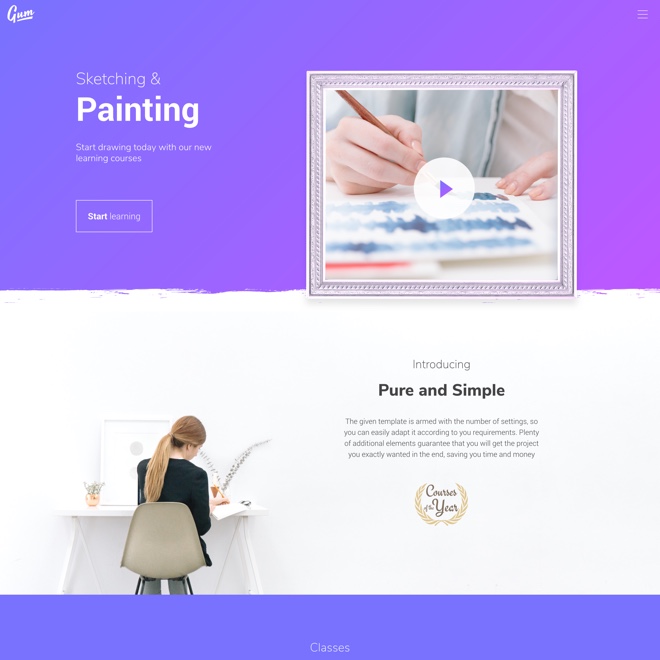 Gum
Sketching &
Painting
Start drawing today with our new
learning courses
Start learning
Introducing
Pure and Simple
The given template is armed with the number of settings, so
you can easily adapt it according to you requirements. Plenty
of additional elements guarantee that you will get the project
you exactly wanted in the end, saving you time and money
Courses
of the Year
Classes